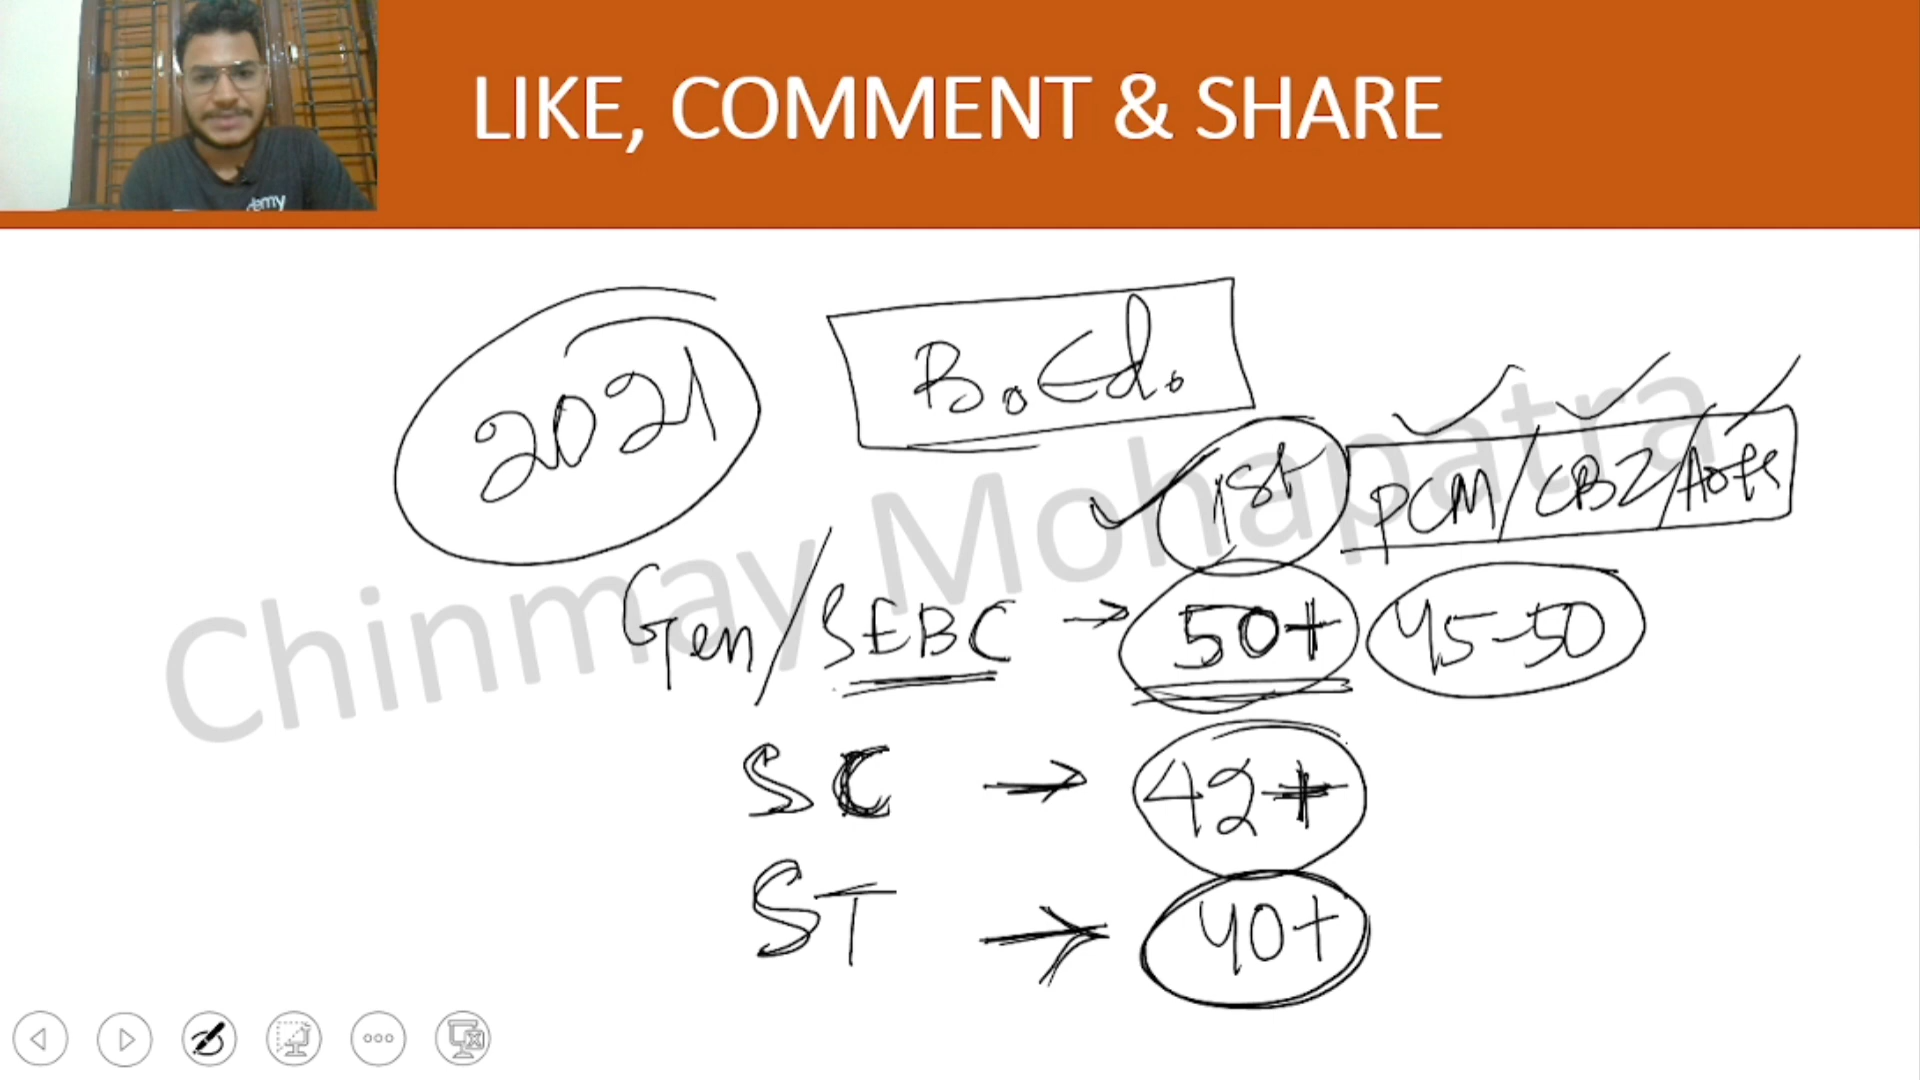 LIKE, COMMENT & SHARE
demy
2021
B.Ed.
1st PCM/CBZ/Arts
Gen/SEBC → 50+ 45-50
SC → 42+
ST → 40+
Chinmay Mohapatra